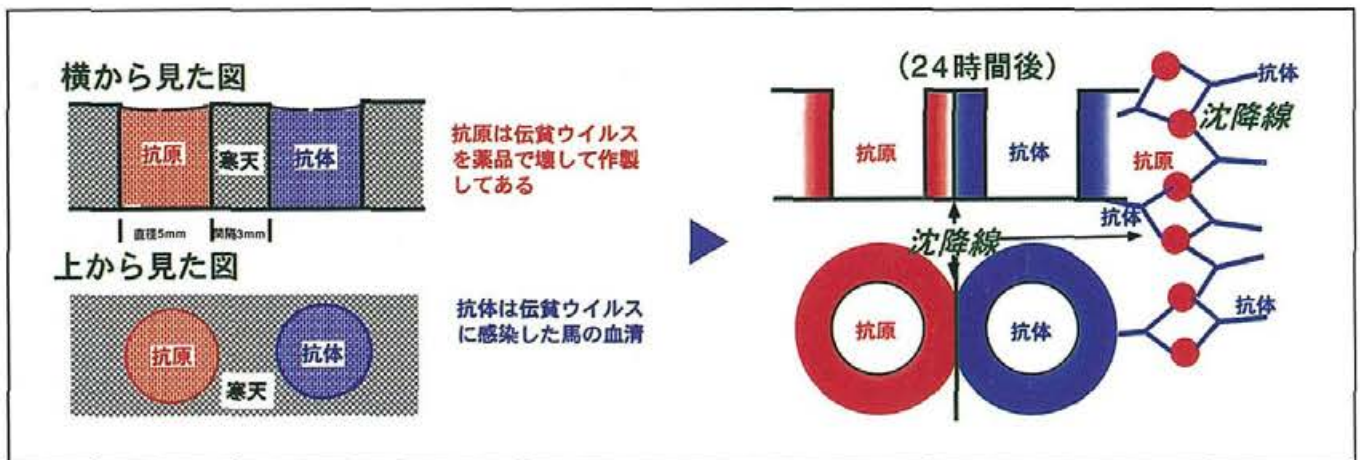 横から見た図
抗原
寒天
抗体
直径5mm
間隔3mm
上から見た図
抗原
抗体
寒天
抗原は伝貧ウイルス
を薬品で壊して作製
してある
抗体は伝貧ウイルス
に感染した馬の血清
(24時間後)
抗原
抗体
沈降線
抗原
抗体
抗体
沈降線
抗原
抗体
抗体